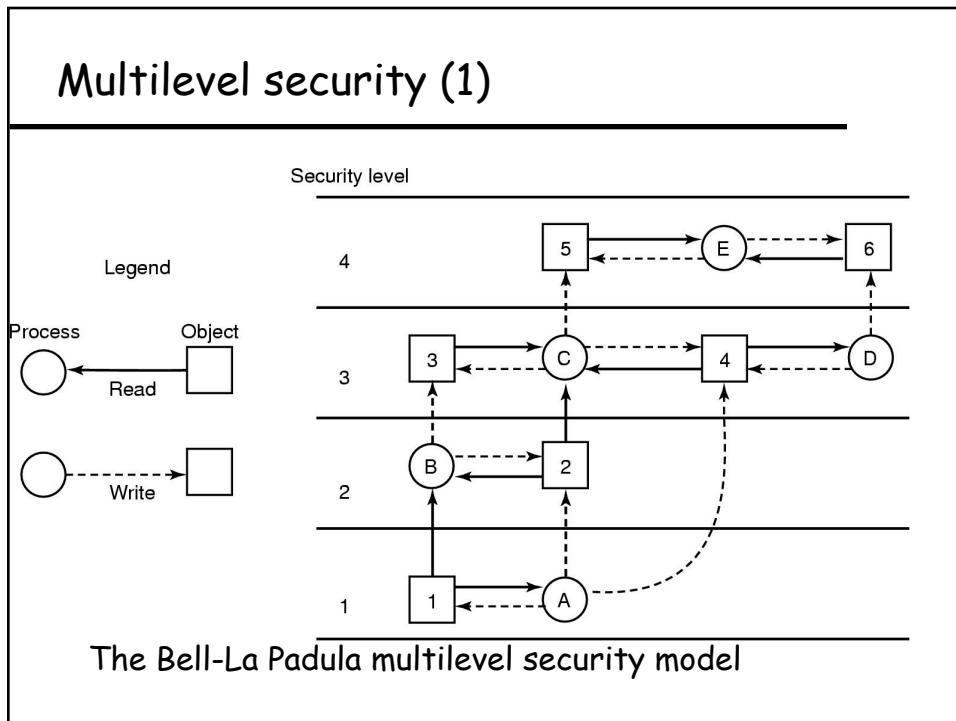 Multilevel security (1)
Security level
4
5
E
6
Legend
Process
Object
Read
Write
3
3
C
4
D
2
B
2
1
1
A
The Bell-La Padula multilevel security model